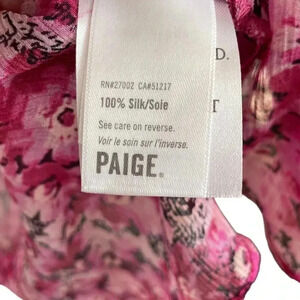 RN#27002 CA#51217
100% Silk/Soie
See care on reverse.
Voir le soin sur l'inverse.
PAIGE®
D.
T